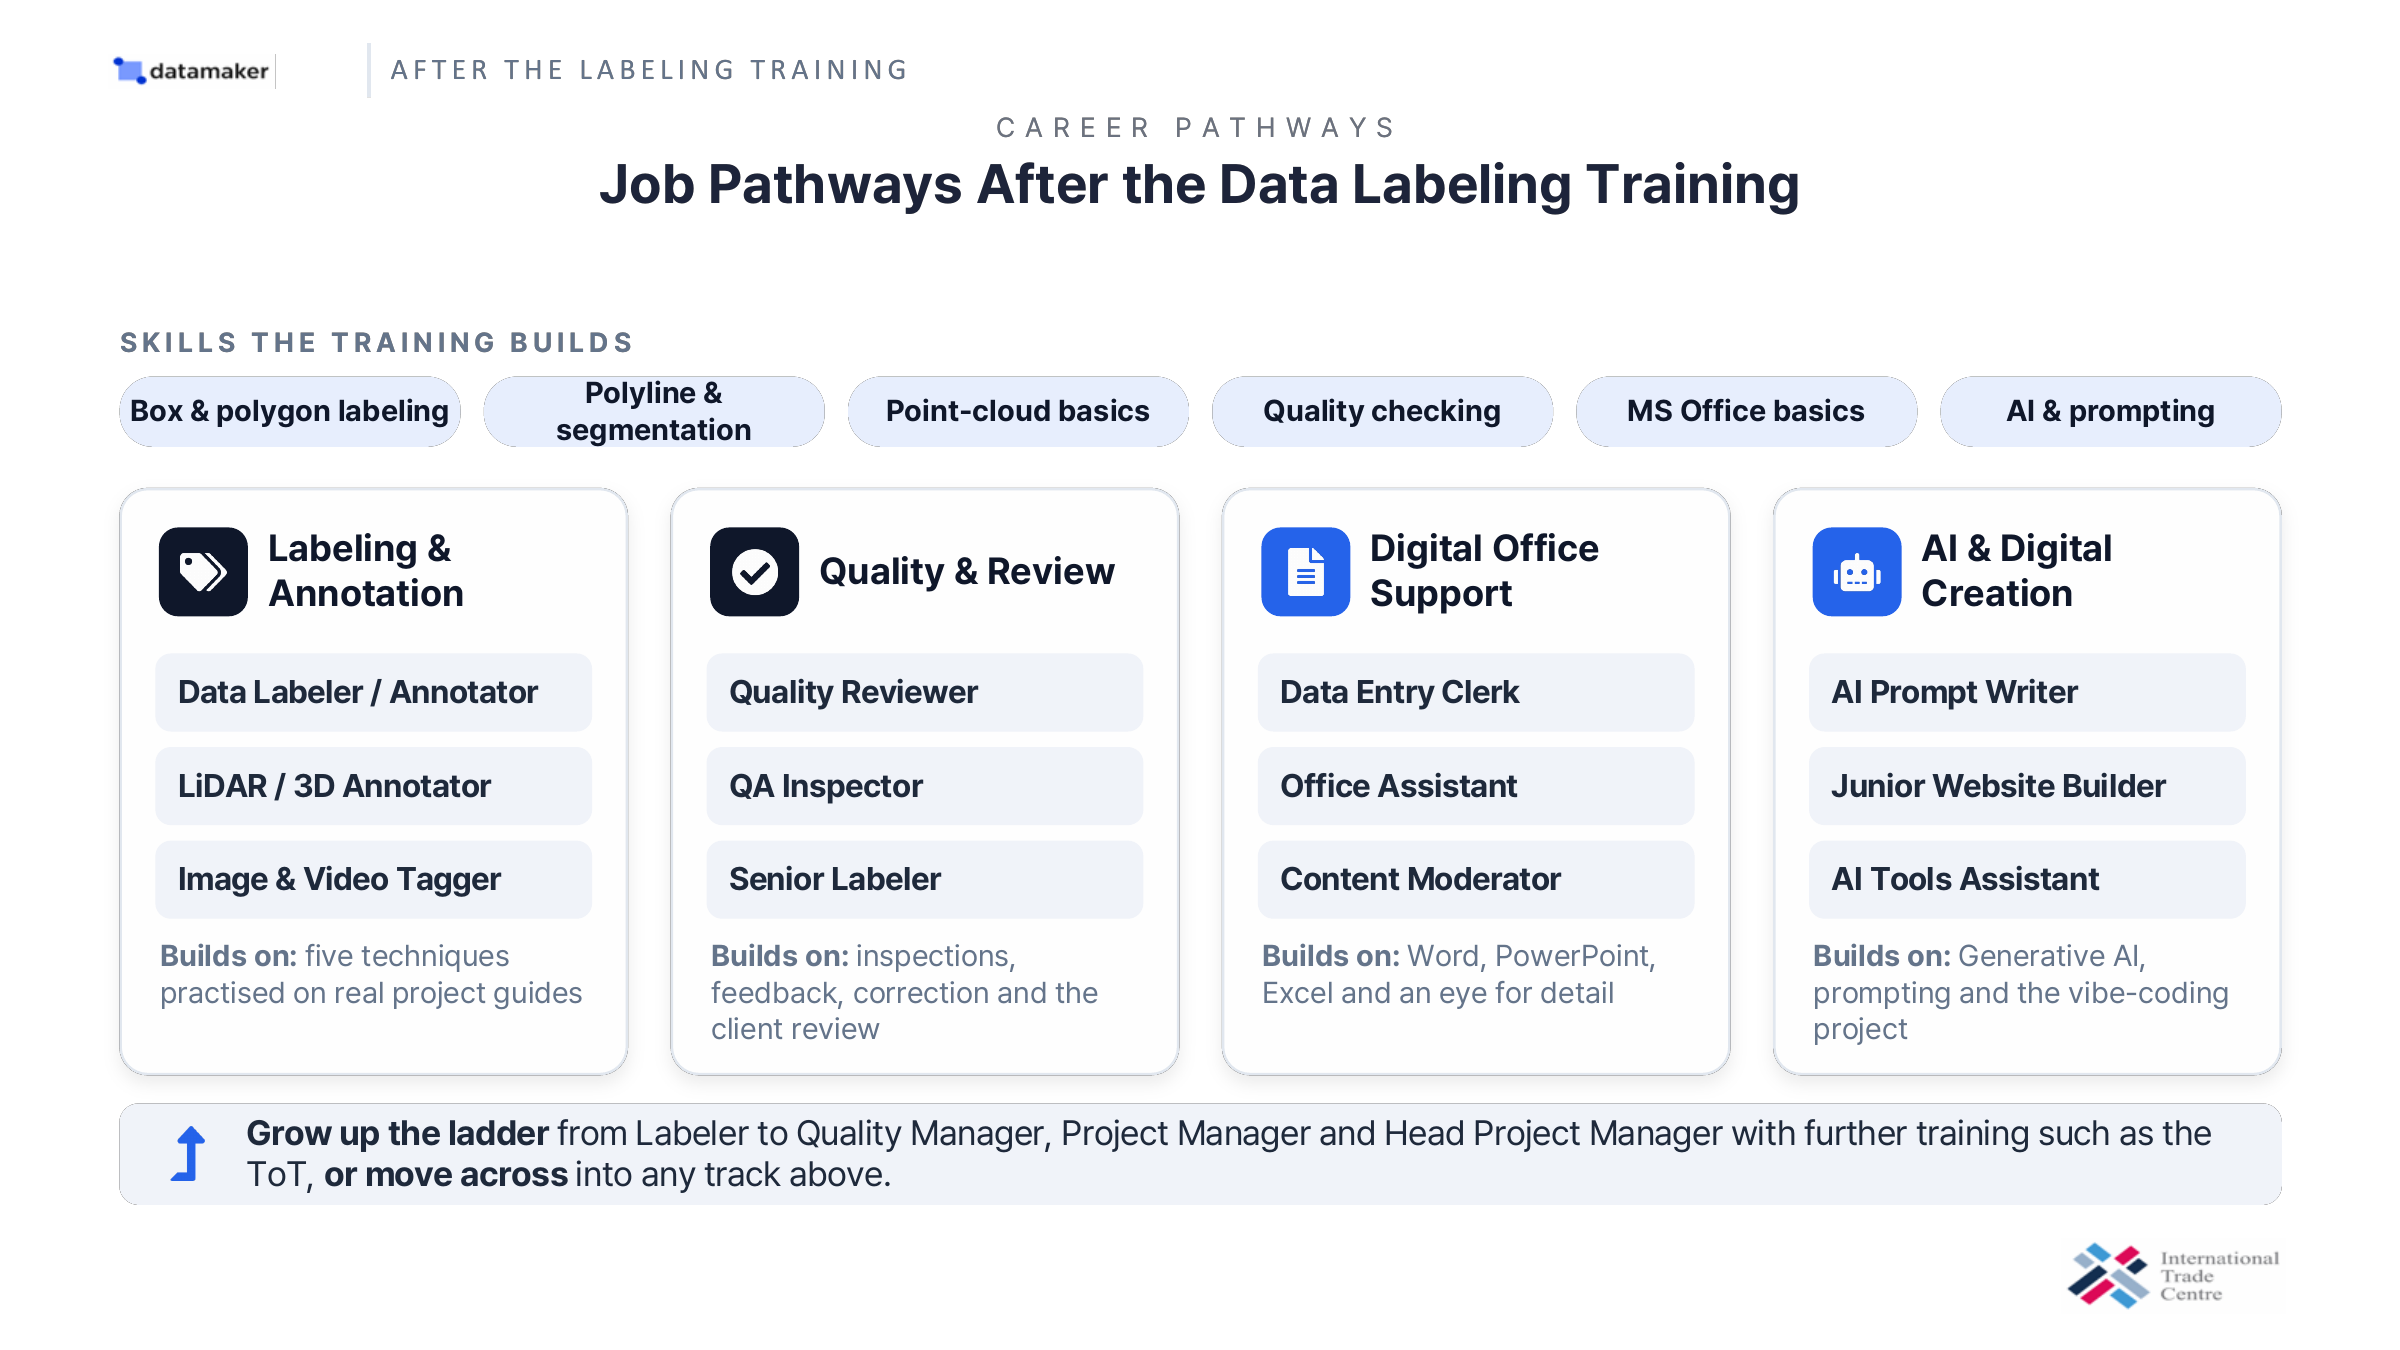 datamaker
AFTER THE LABELING TRAINING
CAREER PATHWAYS
Job Pathways After the Data Labeling Training
SKILLS THE TRAINING BUILDS
Box & polygon labeling
Polyline &
segmentation
Point-cloud basics
Quality checking
MS Office basics
AI & prompting
Labeling &
Annotation
Data Labeler / Annotator
LiDAR / 3D Annotator
Image & Video Tagger
Builds on: five techniques
practised on real project guides
Quality & Review
Quality Reviewer
QA Inspector
Senior Labeler
Builds on: inspections,
feedback, correction and the
client review
Digital Office
Support
Data Entry Clerk
Office Assistant
Content Moderator
Builds on: Word, PowerPoint,
Excel and an eye for detail
AI & Digital
Creation
AI Prompt Writer
Junior Website Builder
AI Tools Assistant
Builds on: Generative AI,
prompting and the vibe-coding
project
Grow up the ladder from Labeler to Quality Manager, Project Manager and Head Project Manager with further training such as the
ToT, or move across into any track above.
International
Trade
Centre